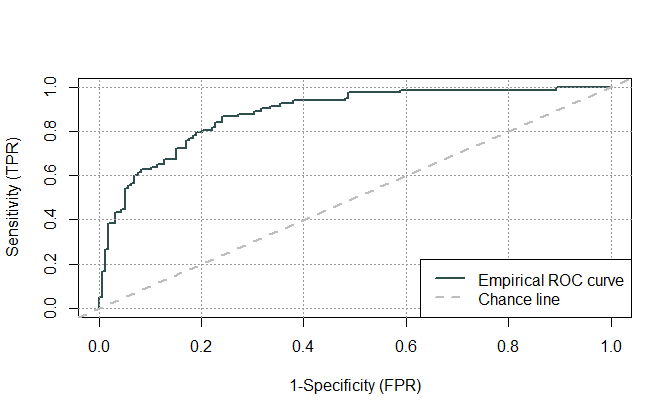 Sensitivity (TPR)
1.0
0.8
0.6
0.4
0.2
0.0
Empirical ROC curve
Chance line
0.0 0.2 0.4 0.6 0.8 1.0
1-Specificity (FPR)